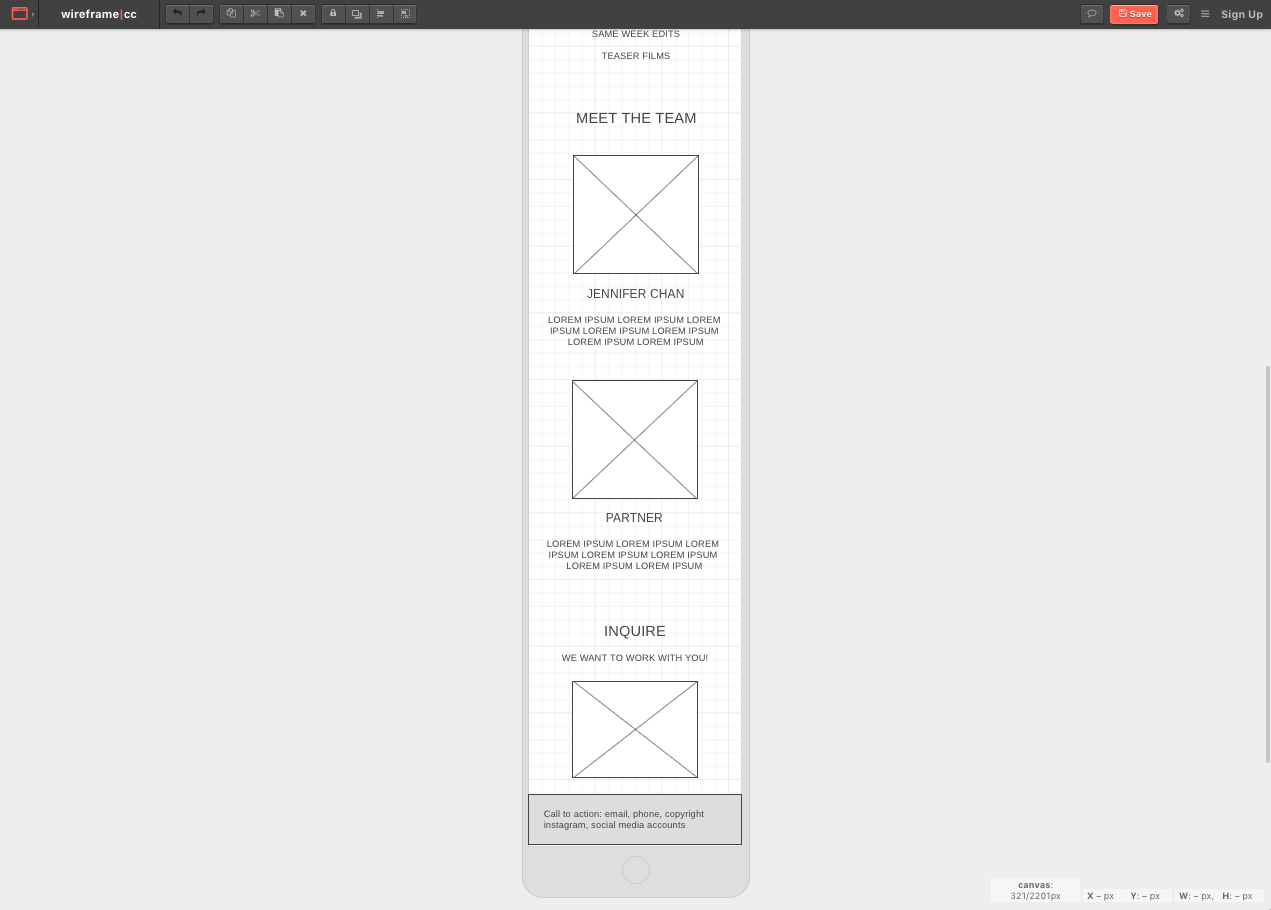 wireframe|cc
Save
Sign Up
SAME WEEK EDITS
TEASER FILMS
MEET THE TEAM
JENNIFER CHAN
LOREM IPSUM LOREM IPSUM LOREM
IPSUM LOREM IPSUM LOREM IPSUM
LOREM IPSUM LOREM IPSUM
PARTNER
LOREM IPSUM LOREM IPSUM LOREM
IPSUM LOREM IPSUM LOREM IPSUM
LOREM IPSUM LOREM IPSUM
INQUIRE
WE WANT TO WORK WITH YOU!
Call to action: email, phone, copyright
instagram, social media accounts
canvas:
321/2201px
X – px Y: – px W: – px, H: – px